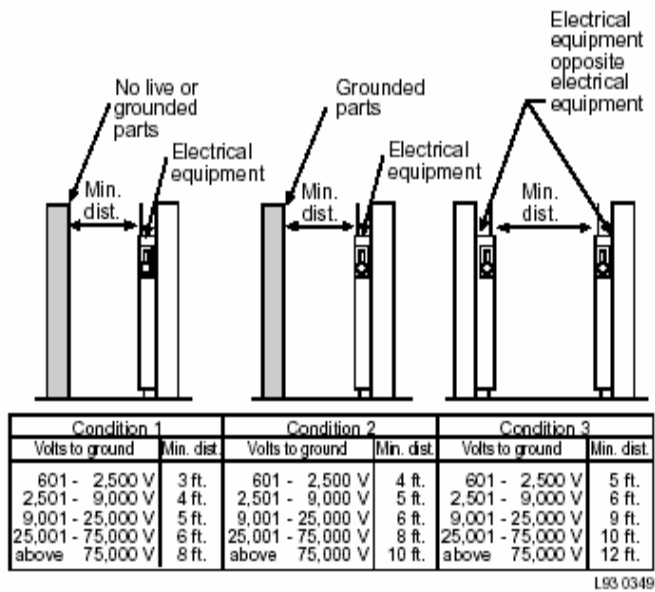 Electrical
equipment
opposite
electrical
equipment
No live or
grounded
parts
Electrical
equipment
Min.
dist.
Grounded
parts
Electrical
equipment
Min.
dist.
Min.
dist.
Condition 1 Condition 2 Condition 3
Volts to ground Min. dist. Volts to ground Min. dist. Volts to ground Min. dist.
601 - 2,500 V 3 ft. 601 - 2,500 V 4 ft. 601 - 2,500 V 5 ft.
2,501 - 9,000 V 4 ft. 2,501 - 9,000 V 5 ft. 2,501 - 9,000 V 6 ft.
9,001 - 25,000 V 5 ft. 9,001 - 25,000 V 6 ft. 9,001 - 25,000 V 9 ft.
25,001 - 75,000 V 6 ft. 25,001 - 75,000 V 8 ft. 25,001 - 75,000 V 10 ft.
above 75,000 V 8 ft. above 75,000 V 10 ft. above 75,000 V 12 ft.
L93 0349